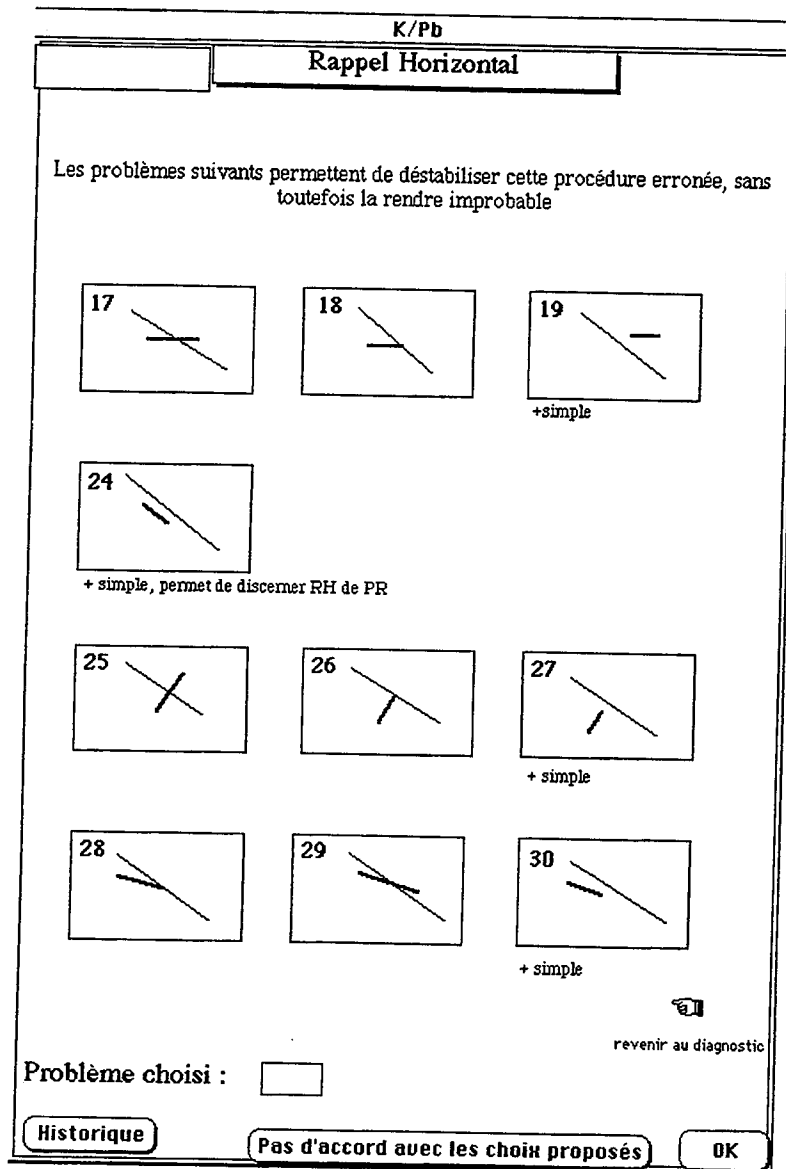 K/Pb
Rappel Horizontal
Les problèmes suivants permettent de déstabiliser cette procédure erronée, sans
toutefois la rendre improbable
17
18
19
+simple
24
+ simple, permet de discerner RH de PR
25
26
27
+ simple
28
29
30
+ simple
revenir au diagnostic
Problème choisi :
Historique
Pas d'accord avec les choix proposés
OK